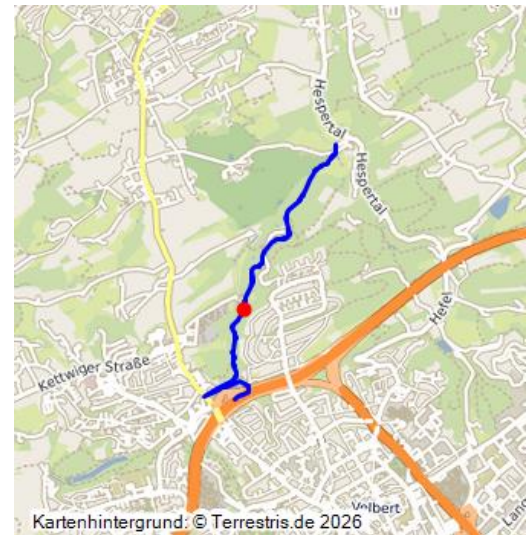 Hespertal
Hespertal
Hefel
Kettwiger Straße
Velbert
Kartenhintergrund: © Terrestris.de 2026